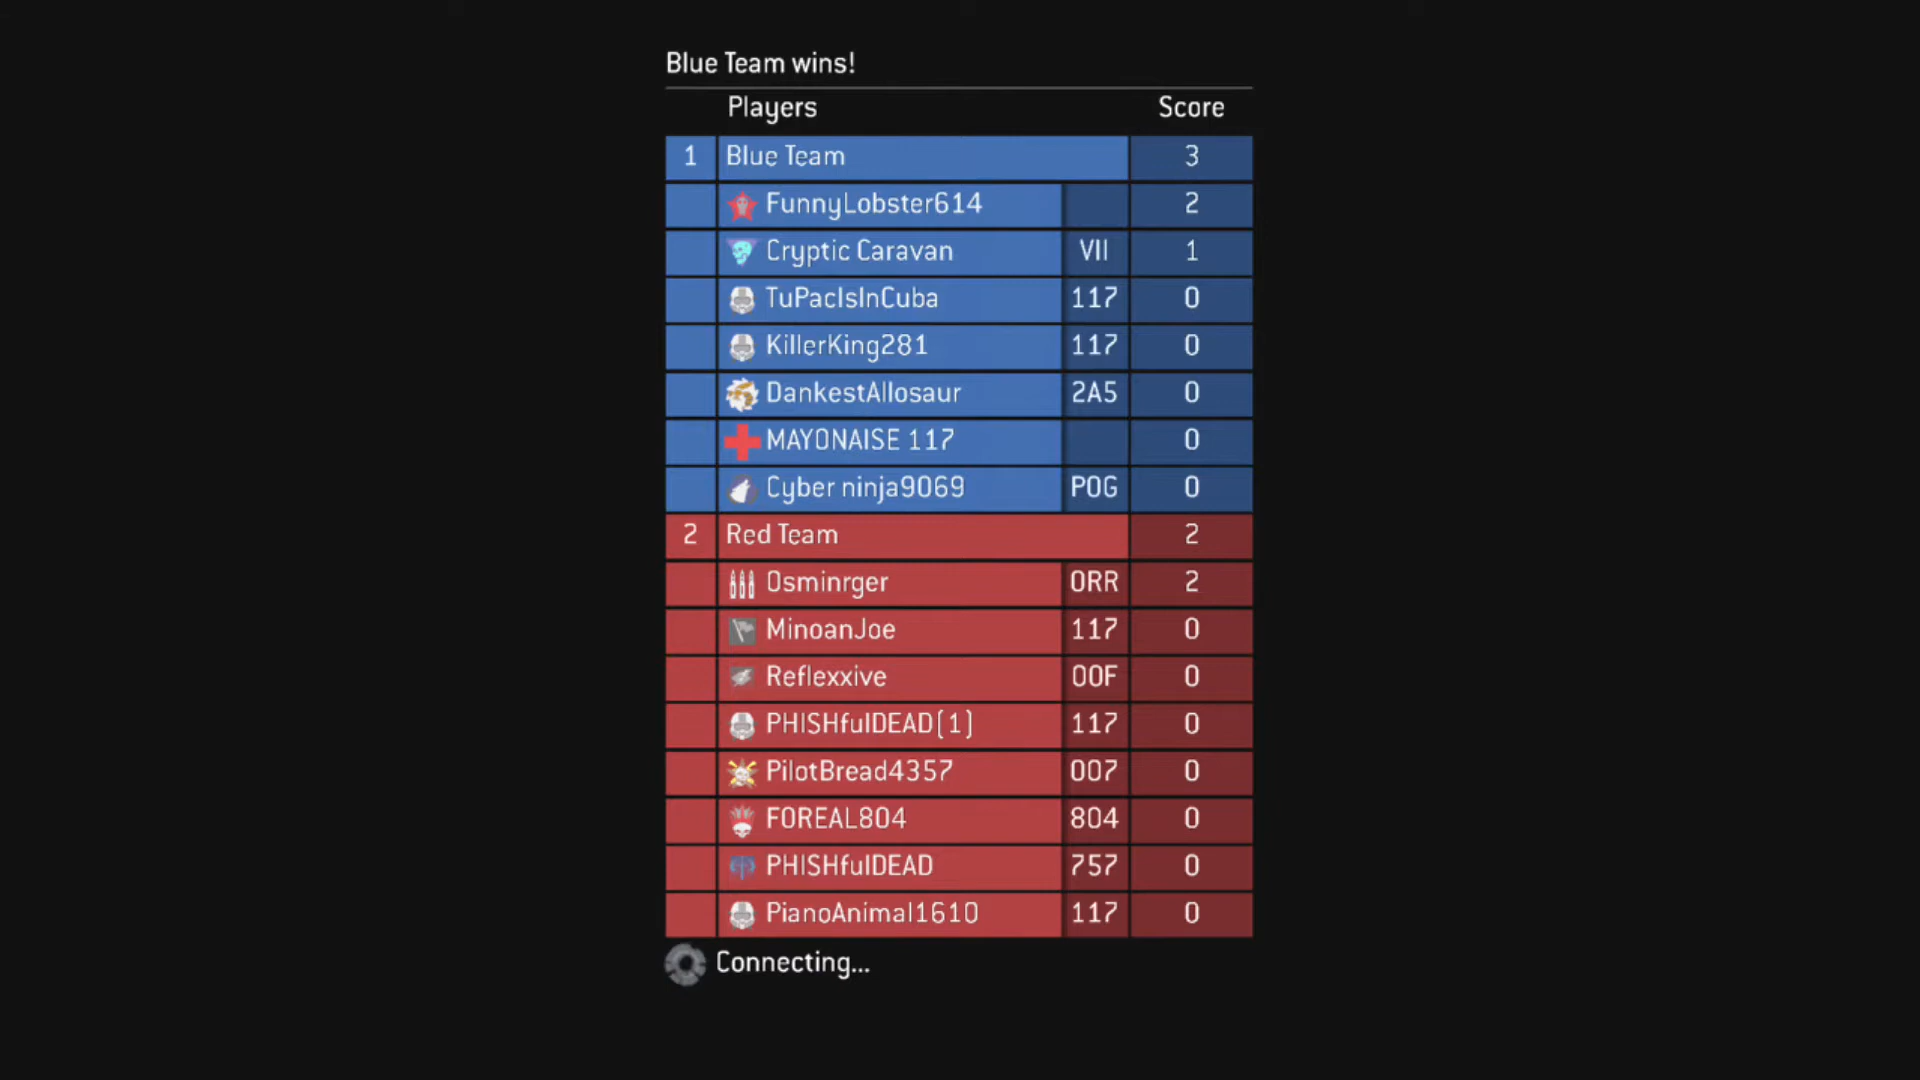 Blue Team wins!
Players Score
1 Blue Team 3
FunnyLobster614 2
Cryptic Caravan VII 1
TuPacIsInCuba 117 0
KillerKing281 117 0
DankestAllosaur 2A5 0
MAYONAISE 117 0
Cyber ninja9069 POG 0
2 Red Team 2
Osminrger ORR 2
MinoanJoe 117 0
Reflexxive OOF 0
PHISHfulDEAD(1) 117 0
PilotBread4357 007 0
FOREAL804 804 0
PHISHfulDEAD 757 0
PianoAnimal1610 117 0
Connecting...